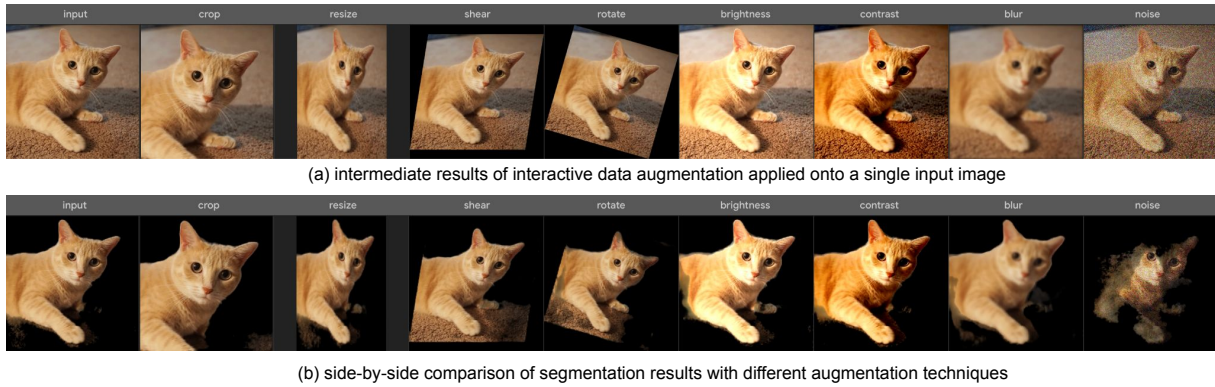 input crop resize shear rotate brightness contrast blur noise
(a) intermediate results of interactive data augmentation applied onto a single input image
input crop resize shear rotate brightness contrast blur noise
(b) side-by-side comparison of segmentation results with different augmentation techniques